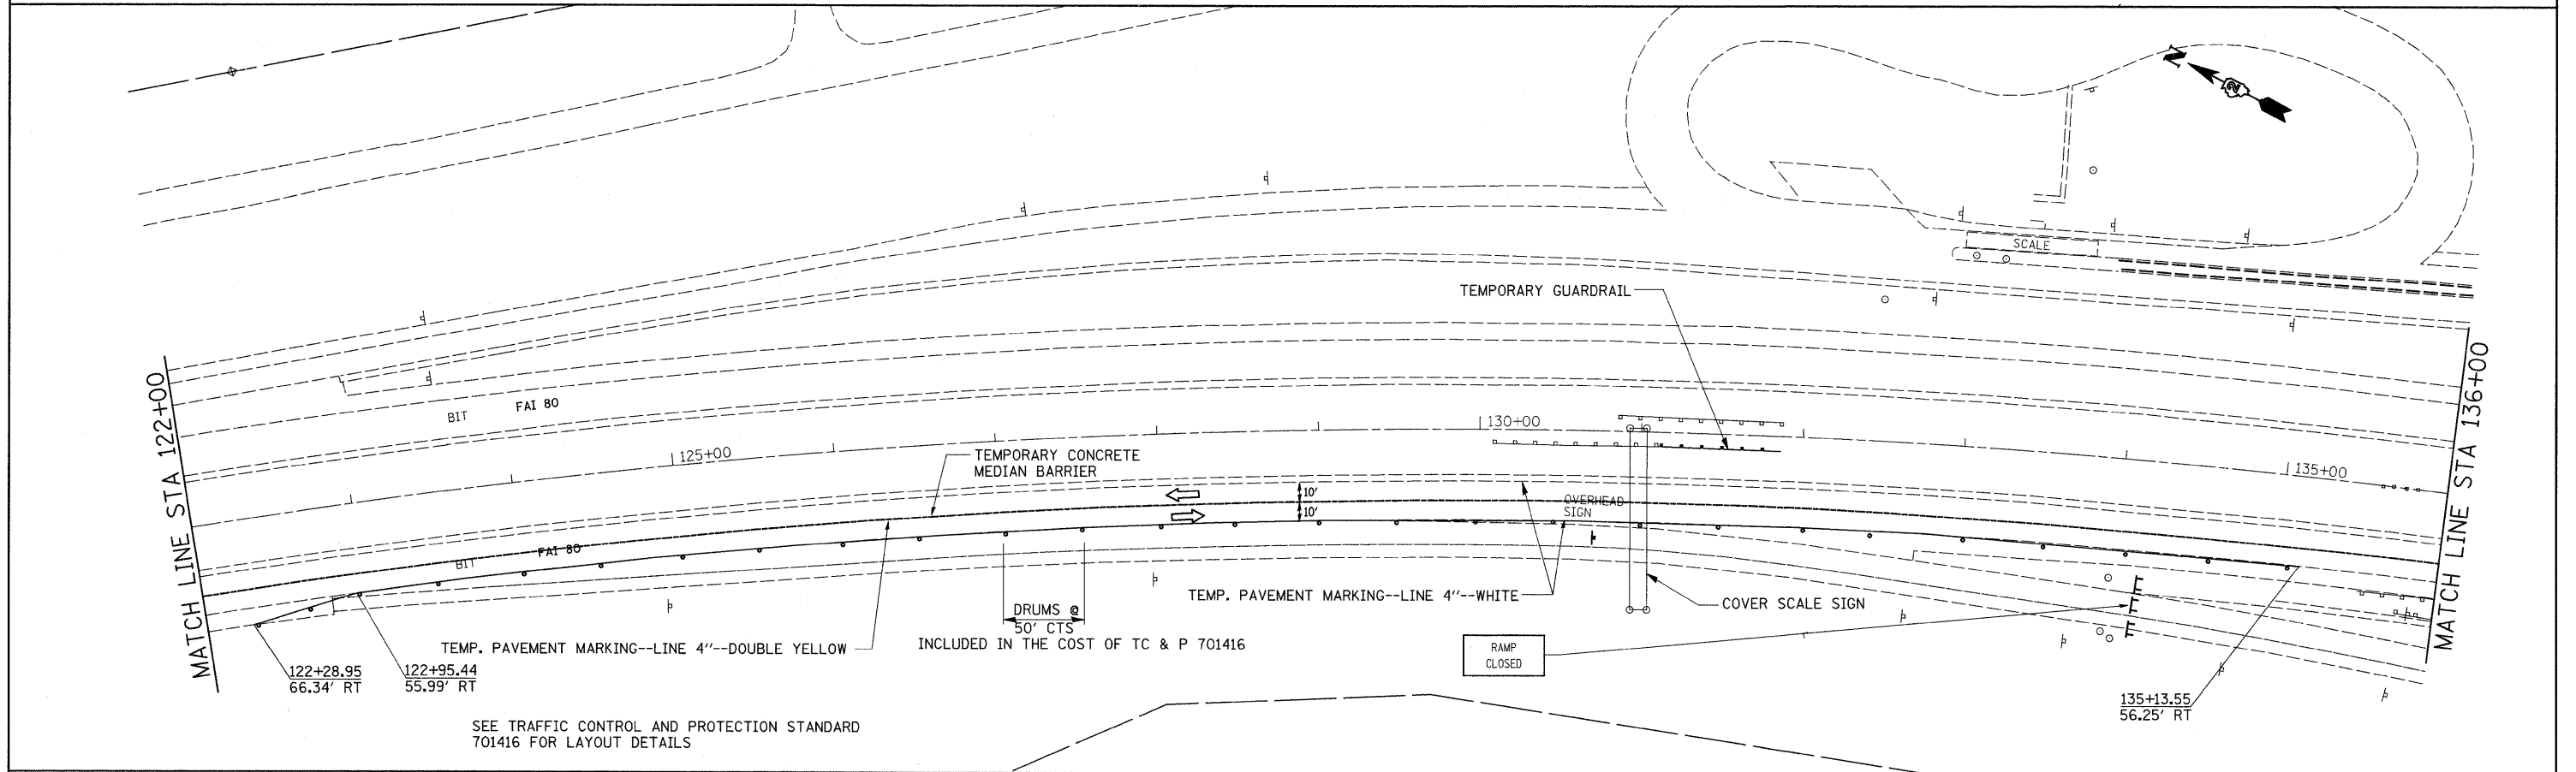 N
2
SCALE
TEMPORARY GUARDRAIL
MATCH LINE STA 122+00
MATCH LINE STA 136+00
BIT
FAI 80
130+00
125+00
TEMPORARY CONCRETE
MEDIAN BARRIER
135+00
10'
10'
OVERHEAD
SIGN
FAI 80
BIT
TEMP. PAVEMENT MARKING--LINE 4"--WHITE
COVER SCALE SIGN
DRUMS @
50' CTS
INCLUDED IN THE COST OF TC & P 701416
TEMP. PAVEMENT MARKING--LINE 4"--DOUBLE YELLOW
RAMP
CLOSED
122+28.95
66.34' RT
122+95.44
55.99' RT
135+13.55
56.25' RT
SEE TRAFFIC CONTROL AND PROTECTION STANDARD
701416 FOR LAYOUT DETAILS